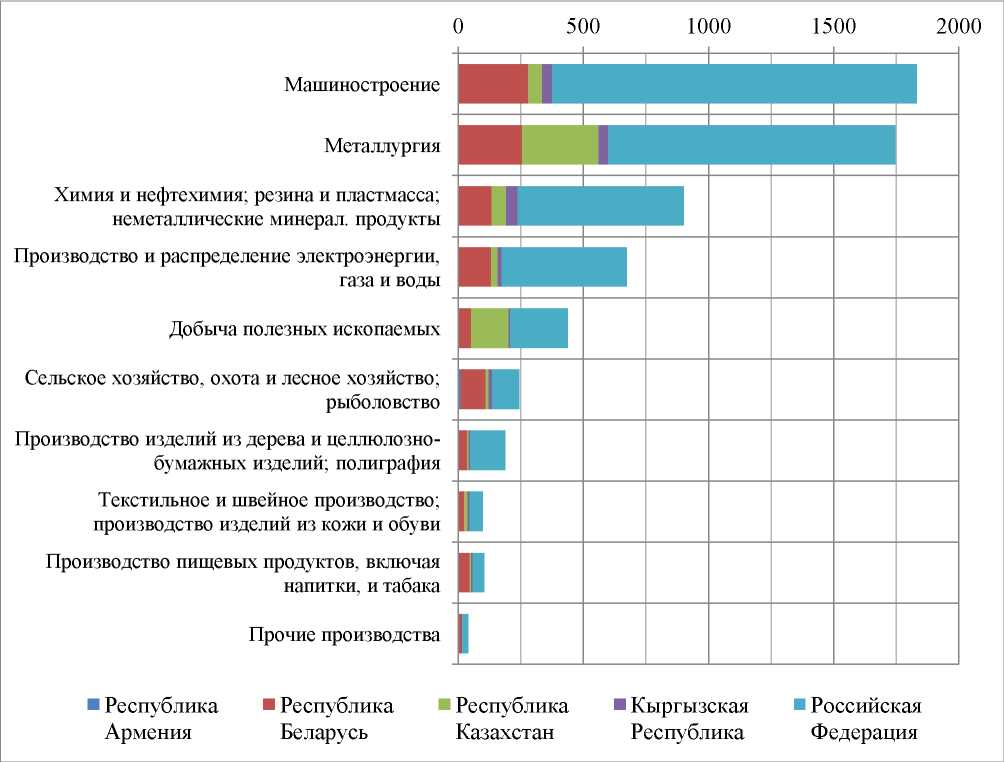 0 500 1000 1500 2000
Машиностроение
Металлургия
Химия и нефтехимия; резина и пластмасса;
неметаллические минерал. продукты
Производство и распределение электроэнергии,
газа и воды
Добыча полезных ископаемых
Сельское хозяйство, охота и лесное хозяйство;
рыболовство
Производство изделий из дерева и целлюлозно-
бумажных изделий; полиграфия
Текстильное и швейное производство;
производство изделий из кожи и обуви
Производство пищевых продуктов, включая
напитки, и табака
Прочие производства
Республика
Армения
Республика
Беларусь
Республика
Казахстан
Кыргызская
Республика
Российская
Федерация